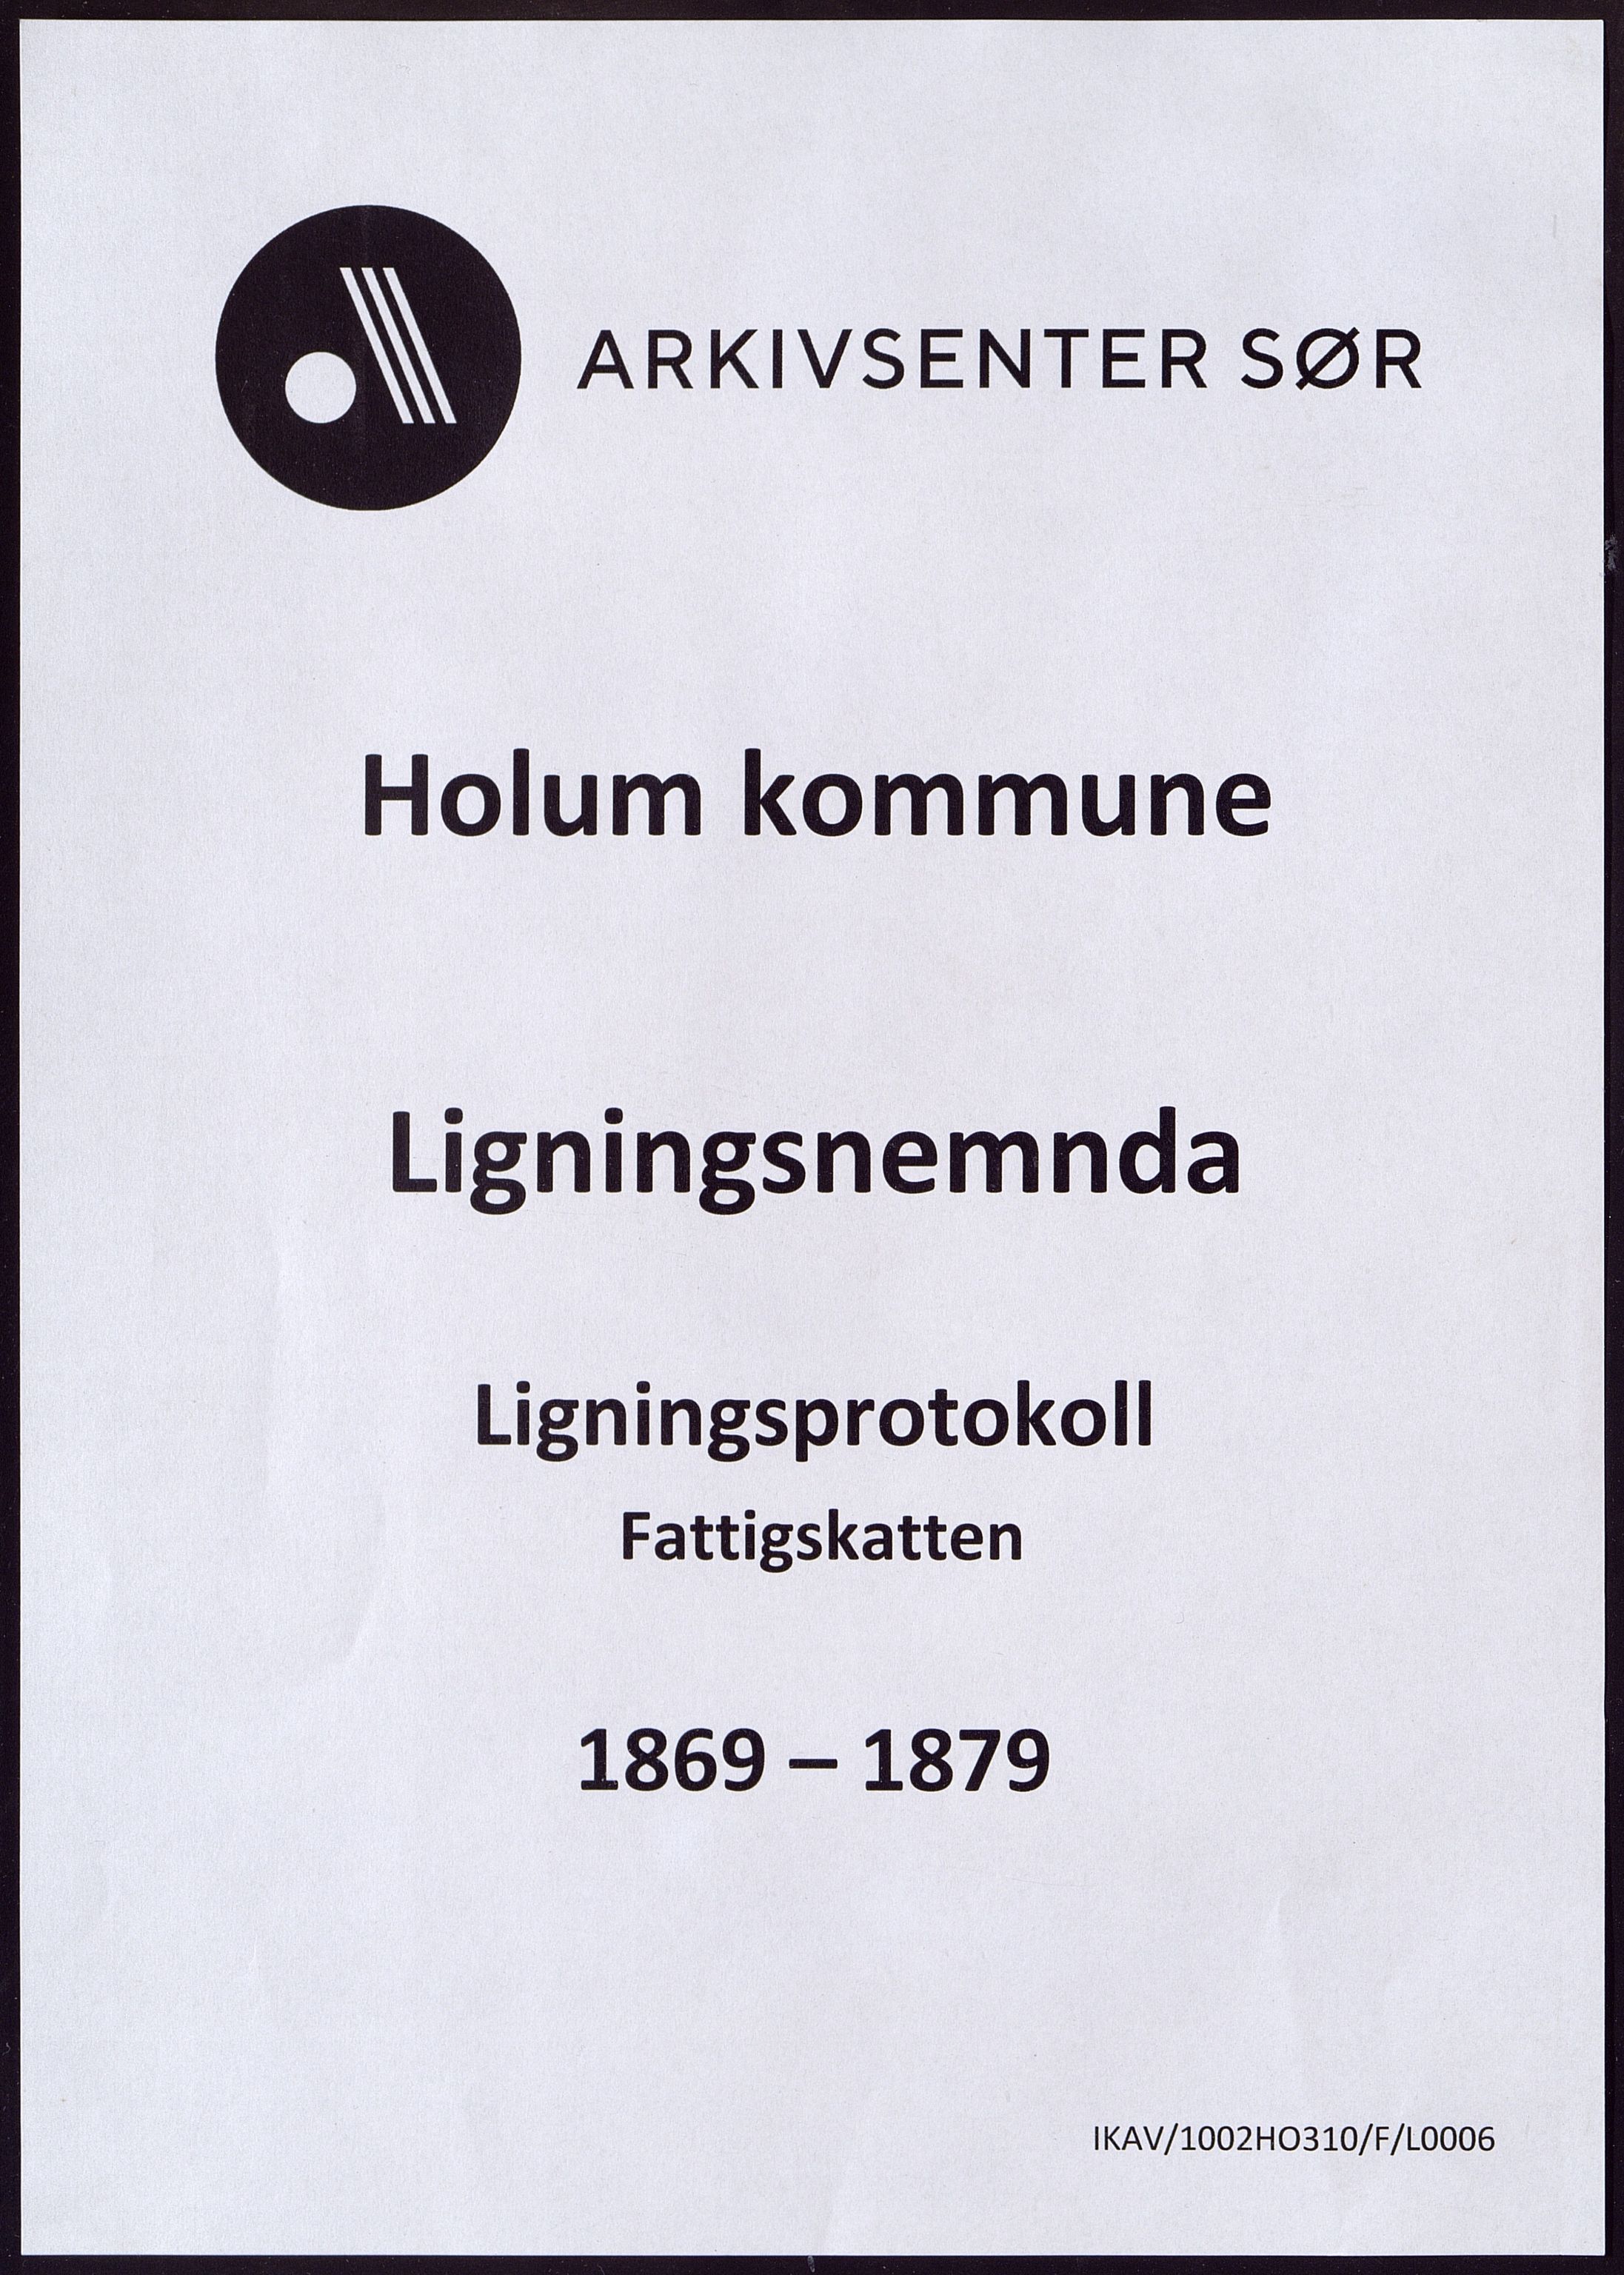 ARKIVSENTER SØR
Holum kommune
Ligningsnemnda
Ligningsprotokoll
Fattigskatten
1869 – 1879
IKAV/1002HO310/F/L0006